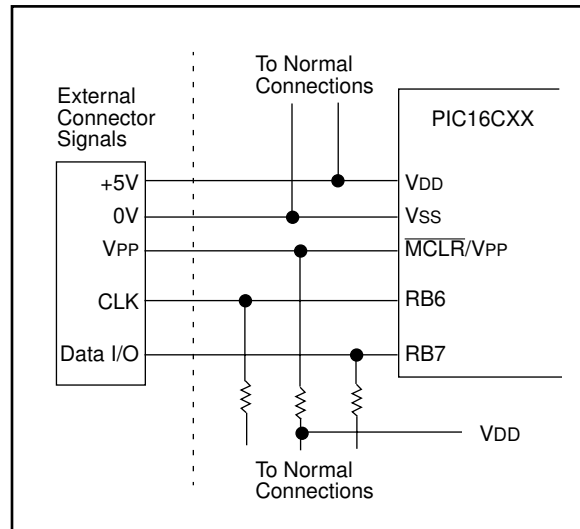 To Normal
Connections
External
Connector
Signals
PIC16CXX
+5V
VDD
0V
VSS
VPP
MCLR/VPP
CLK
RB6
Data I/O
RB7
VDD
To Normal
Connections